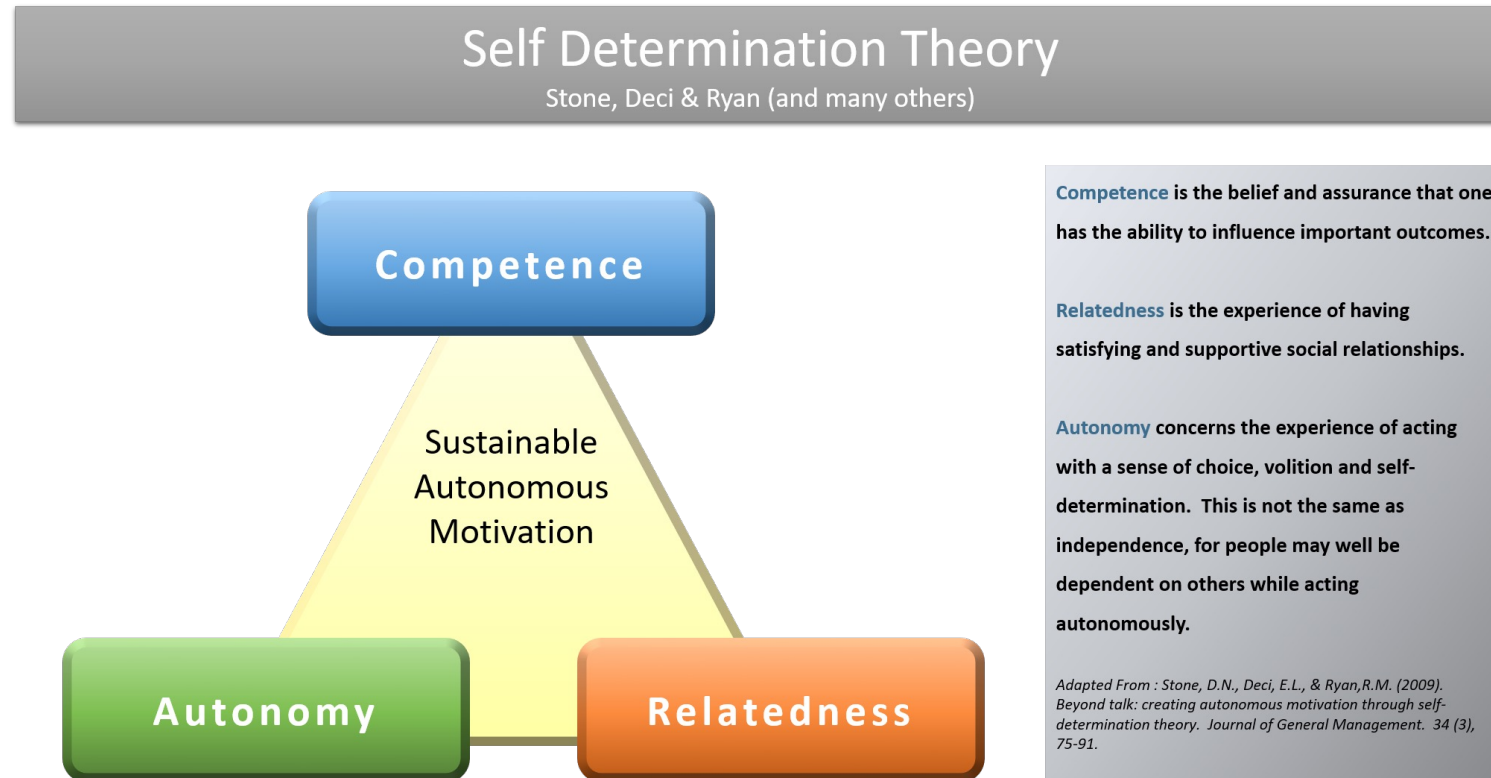 Self Determination Theory
Stone, Deci & Ryan (and many others)
Competence
Sustainable
Autonomous
Motivation
Autonomy
Relatedness
Competence is the belief and assurance that one
has the ability to influence important outcomes.
Relatedness is the experience of having
satisfying and supportive social relationships.
Autonomy concerns the experience of acting
with a sense of choice, volition and self-
determination.  This is not the same as
independence, for people may well be
dependent on others while acting
autonomously.
Adapted From : Stone, D.N., Deci, E.L., & Ryan,R.M. (2009).
Beyond talk: creating autonomous motivation through self-
determination theory.  Journal of General Management.  34 (3),
75-91.